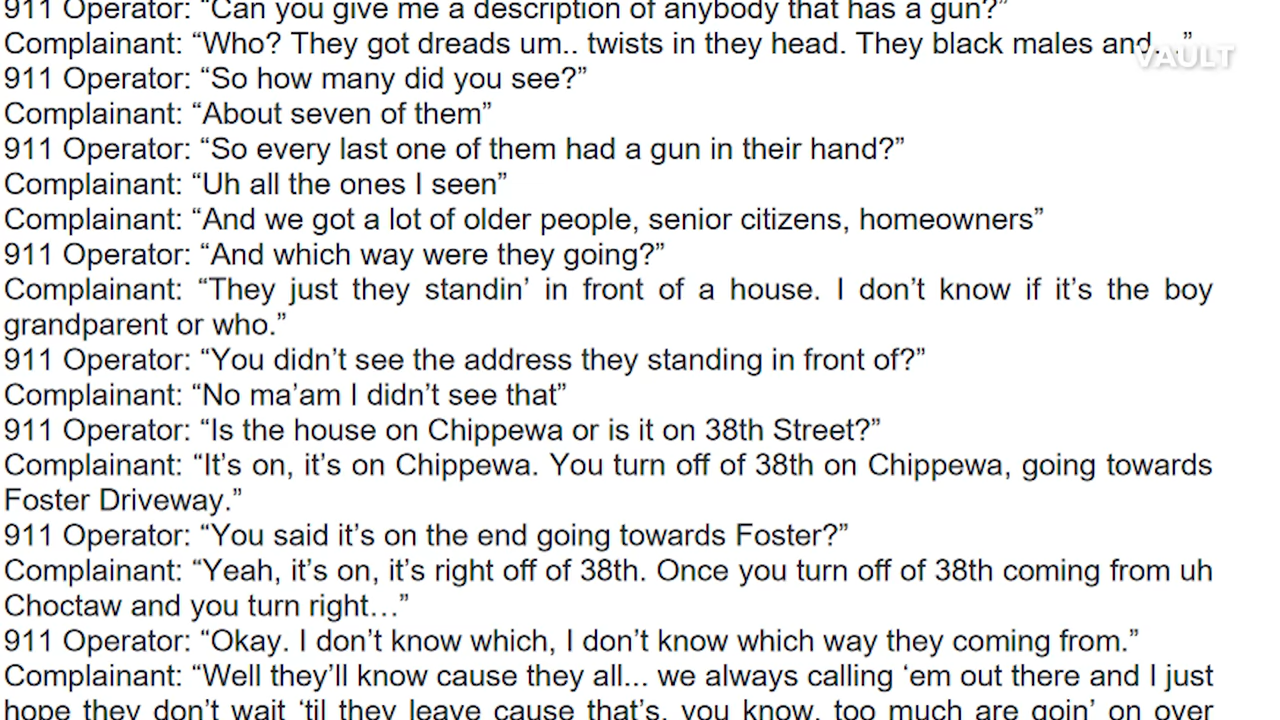 911 Operator: “Can you give me a description of anybody that has a gun?”
Complainant: “Who? They got dreads um.. twists in they head. They black males and…”
VAULT
911 Operator: “So how many did you see?”
Complainant: “About seven of them”
911 Operator: “So every last one of them had a gun in their hand?”
Complainant: “Uh all the ones I seen”
Complainant: “And we got a lot of older people, senior citizens, homeowners”
911 Operator: “And which way were they going?”
Complainant: “They just they standin’ in front of a house. I don’t know if it’s the boy
grandparent or who.”
911 Operator: “You didn’t see the address they standing in front of?”
Complainant: “No ma’am I didn’t see that”
911 Operator: “Is the house on Chippewa or is it on 38th Street?”
Complainant: “It’s on, it’s on Chippewa. You turn off of 38th on Chippewa, going towards
Foster Driveway.”
911 Operator: “You said it’s on the end going towards Foster?”
Complainant: “Yeah, it’s on, it’s right off of 38th. Once you turn off of 38th coming from uh
Choctaw and you turn right…”
911 Operator: “Okay. I don’t know which, I don’t know which way they coming from.”
Complainant: “Well they’ll know cause they all... we always calling ‘em out there and I just
hope they don’t wait ‘til they leave cause that’s, you know, too much are goin’ on over